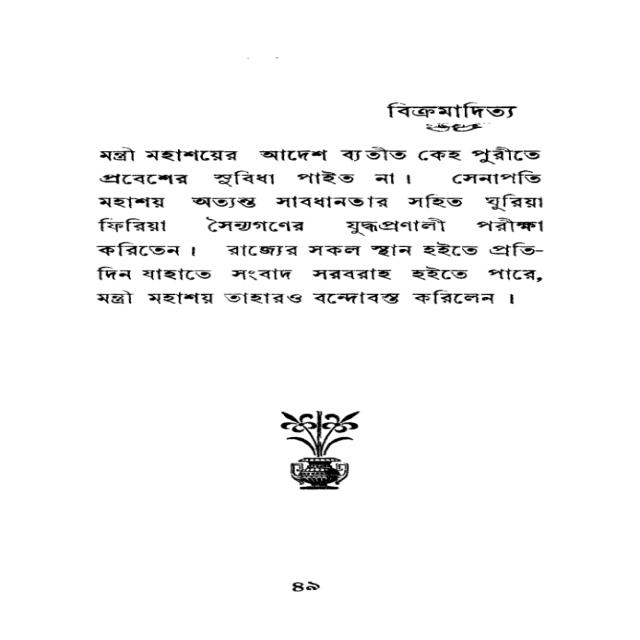 বিক্রমাদিত্য
মন্ত্রী মহাশয়ের আদেশ ব্যতীত কেহ পুরীতে
প্রবেশের সুবিধা পাইত না। সেনাপতি
মহাশয় অত্যন্ত সাবধানতার সহিত ঘুরিয়া
ফিরিয়া সৈন্যগণের যুদ্ধপ্রণালী পরীক্ষা
করিতেন। রাজ্যের সকল স্থান হইতে প্রতি-
দিন যাহাতে সংবাদ সরবরাহ হইতে পারে,
মন্ত্রী মহাশয় তাহারও বন্দোবস্ত করিলেন।
৪৯